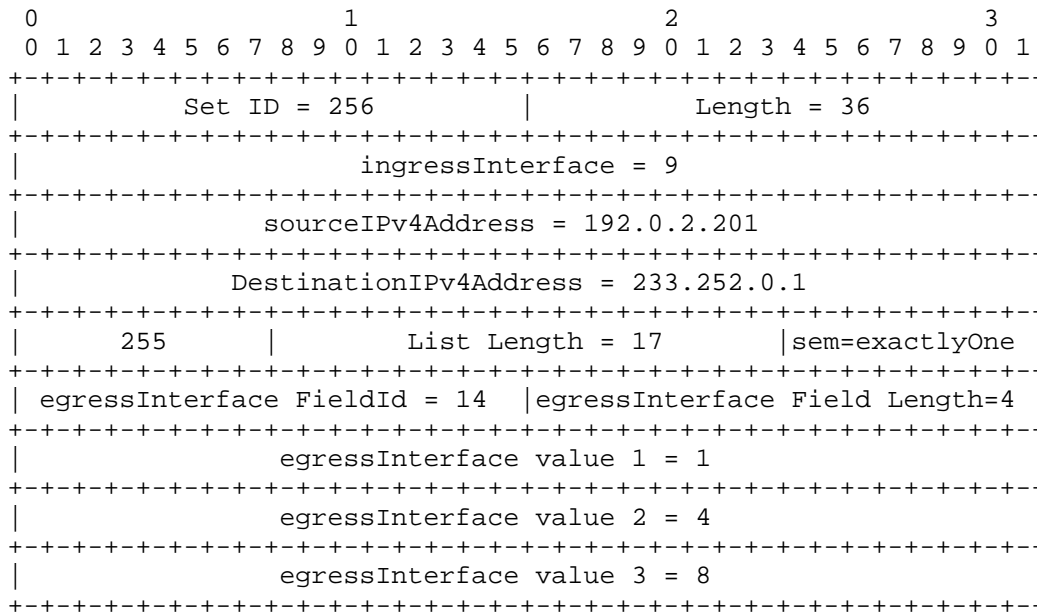 0                   1                   2                   3
0 1 2 3 4 5 6 7 8 9 0 1 2 3 4 5 6 7 8 9 0 1 2 3 4 5 6 7 8 9 0 1
+-+-+-+-+-+-+-+-+-+-+-+-+-+-+-+-+-+-+-+-+-+-+-+-+-+-+-+-+-+-+-+-
| Set ID = 256 | Length = 36
+-+-+-+-+-+-+-+-+-+-+-+-+-+-+-+-+-+-+-+-+-+-+-+-+-+-+-+-+-+-+-+-
| ingressInterface = 9
+-+-+-+-+-+-+-+-+-+-+-+-+-+-+-+-+-+-+-+-+-+-+-+-+-+-+-+-+-+-+-+-
| sourceIPv4Address = 192.0.2.201
+-+-+-+-+-+-+-+-+-+-+-+-+-+-+-+-+-+-+-+-+-+-+-+-+-+-+-+-+-+-+-+-
| DestinationIPv4Address = 233.252.0.1
+-+-+-+-+-+-+-+-+-+-+-+-+-+-+-+-+-+-+-+-+-+-+-+-+-+-+-+-+-+-+-+-
| 255 | List Length = 17 |sem=exactlyOne
+-+-+-+-+-+-+-+-+-+-+-+-+-+-+-+-+-+-+-+-+-+-+-+-+-+-+-+-+-+-+-+-
| egressInterface FieldId = 14 |egressInterface Field Length=4
+-+-+-+-+-+-+-+-+-+-+-+-+-+-+-+-+-+-+-+-+-+-+-+-+-+-+-+-+-+-+-+-
| egressInterface value 1 = 1
+-+-+-+-+-+-+-+-+-+-+-+-+-+-+-+-+-+-+-+-+-+-+-+-+-+-+-+-+-+-+-+-
| egressInterface value 2 = 4
+-+-+-+-+-+-+-+-+-+-+-+-+-+-+-+-+-+-+-+-+-+-+-+-+-+-+-+-+-+-+-+-
| egressInterface value 3 = 8
+-+-+-+-+-+-+-+-+-+-+-+-+-+-+-+-+-+-+-+-+-+-+-+-+-+-+-+-+-+-+-+-